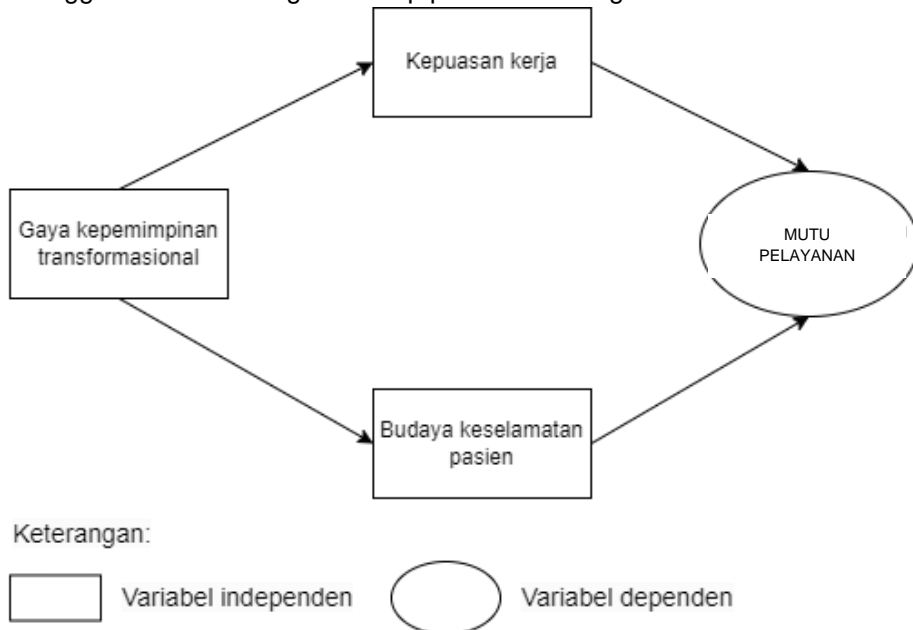 Kepuasan kerja
Gaya kepemimpinan
transformasional
MUTU
PELAYANAN
Budaya keselamatan
pasien
Keterangan:
Variabel independen
Variabel dependen